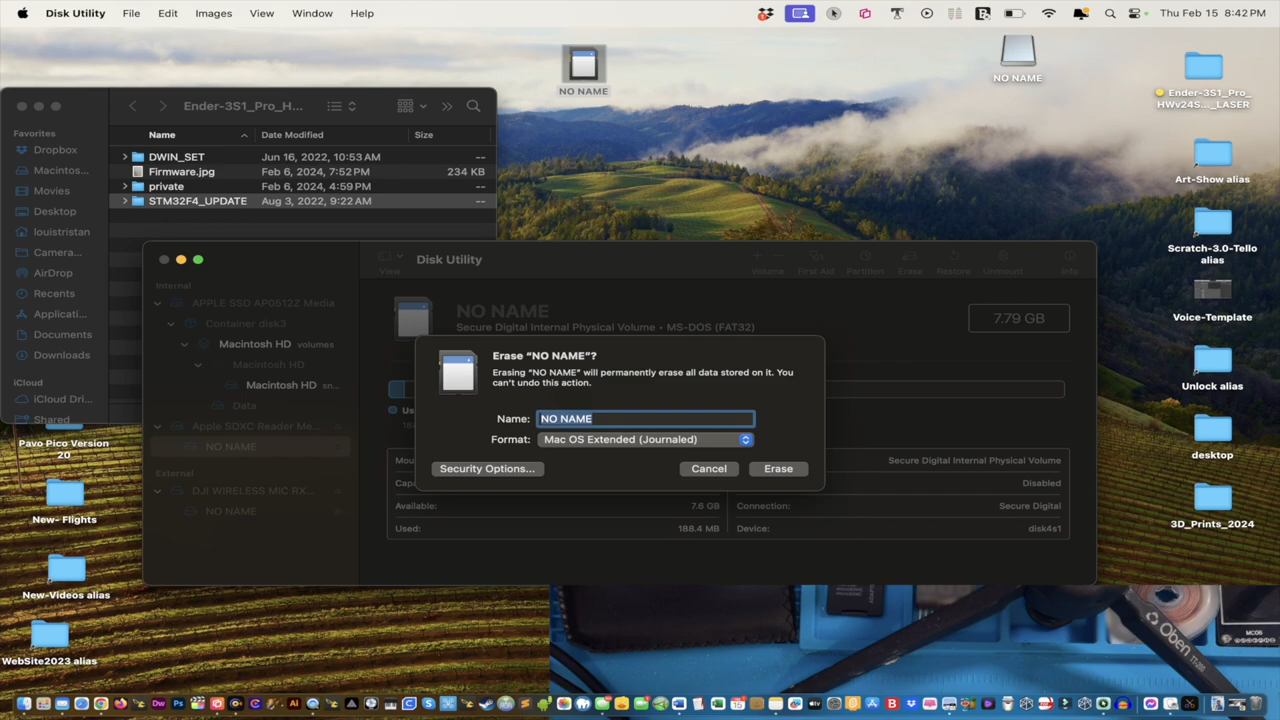 Disk Utility File Edit Images View Window Help
Thu Feb 15 8:42 PM
NO NAME
NO NAME
Ender-3S1_Pro_
HWv24S..._LASER
Art-Show alias
Scratch-3.0-Tello
alias
Voice-Template
Unlock alias
desktop
3D_Prints_2024
Ender-3S1_Pro_H...
Favorites
Dropbox
Macintos...
Movies
Desktop
louistristan
Camera...
AirDrop
Recents
Applicati...
Documents
Downloads
iCloud
iCloud Dri...
Shared
Name Date Modified Size
DWIN_SET Jun 16, 2022, 10:53 AM --
Firmware.jpg Feb 6, 2024, 7:52 PM 234 KB
private Feb 6, 2024, 4:59 PM --
STM32F4_UPDATE Aug 3, 2022, 9:22 AM --
Disk Utility
View Volume First Aid Partition Erase Restore Unmount Info
Internal
APPLE SSD AP0512Z Media
Container disk3
Macintosh HD volumes
Macintosh HD
Macintosh HD sn...
Data
Apple SDXC Reader Me...
NO NAME
External
DJI WIRELESS MIC RX...
NO NAME
NO NAME
Secure Digital Internal Physical Volume • MS-DOS (FAT32)
7.79 GB
Erase “NO NAME”?
Erasing “NO NAME” will permanently erase all data stored on it. You
can’t undo this action.
Name: NO NAME
Format: Mac OS Extended (Journaled)
Security Options... Cancel Erase
Us
Mou
Secure Digital Internal Physical Volume
Capa
Disabled
Available: 7.6 GB
Connection: Secure Digital
Used: 188.4 MB
Device: disk4s1
Pavo Pico Version
20
New- Flights
New-Videos alias
WebSite2023 alias
Oben